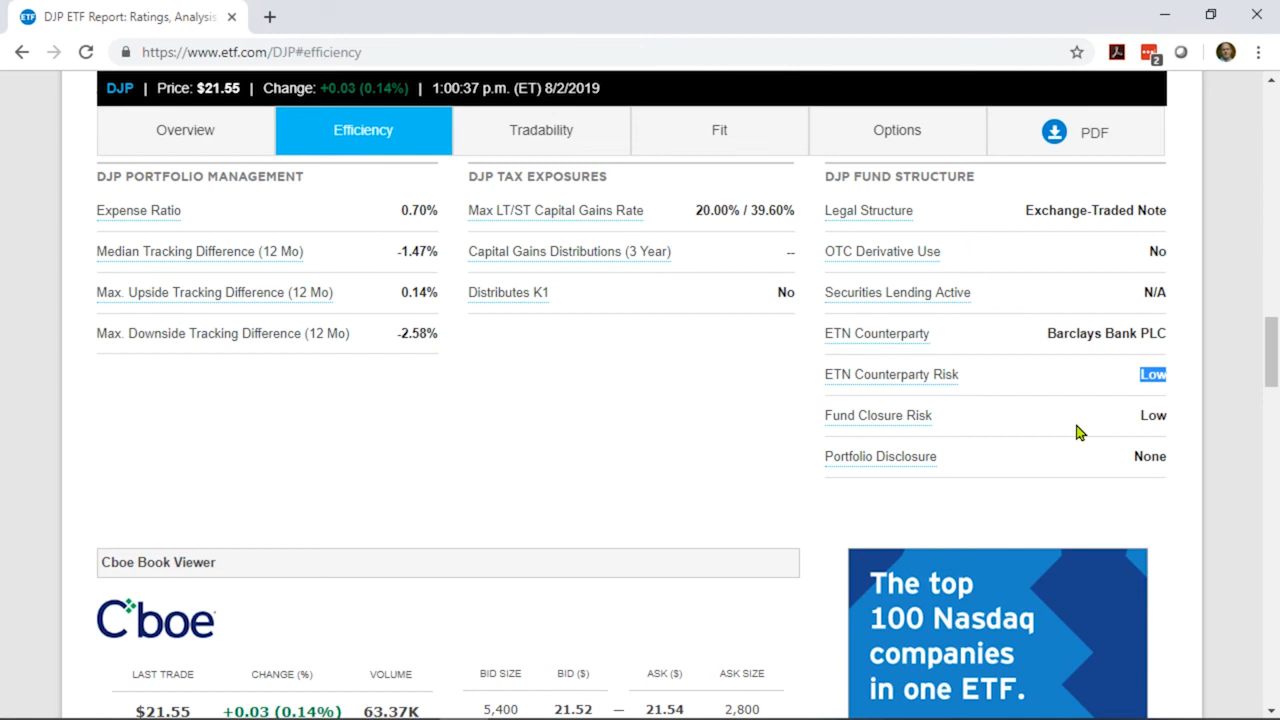 DJP ETF Report: Ratings, Analysis
https://www.etf.com/DJP#efficiency
2
DJP | Price: $21.55 | Change: +0.03 (0.14%) | 1:00:37 p.m. (ET) 8/2/2019
Overview Efficiency Tradability Fit Options PDF
DJP PORTFOLIO MANAGEMENT
Expense Ratio 0.70%
Median Tracking Difference (12 Mo) -1.47%
Max. Upside Tracking Difference (12 Mo) 0.14%
Max. Downside Tracking Difference (12 Mo) -2.58%
DJP TAX EXPOSURES
Max LT/ST Capital Gains Rate 20.00% / 39.60%
Capital Gains Distributions (3 Year) --
Distributes K1 No
DJP FUND STRUCTURE
Legal Structure Exchange-Traded Note
OTC Derivative Use No
Securities Lending Active N/A
ETN Counterparty Barclays Bank PLC
ETN Counterparty Risk Low
Fund Closure Risk Low
Portfolio Disclosure None
Cboe Book Viewer
Cboe
LAST TRADE CHANGE (%) VOLUME
$21.55 +0.03 (0.14%) 63.37K
BID SIZE BID ($) ASK ($) ASK SIZE
5,400 21.52 — 21.54 2,800
The top
100 Nasdaq
companies
in one ETF.